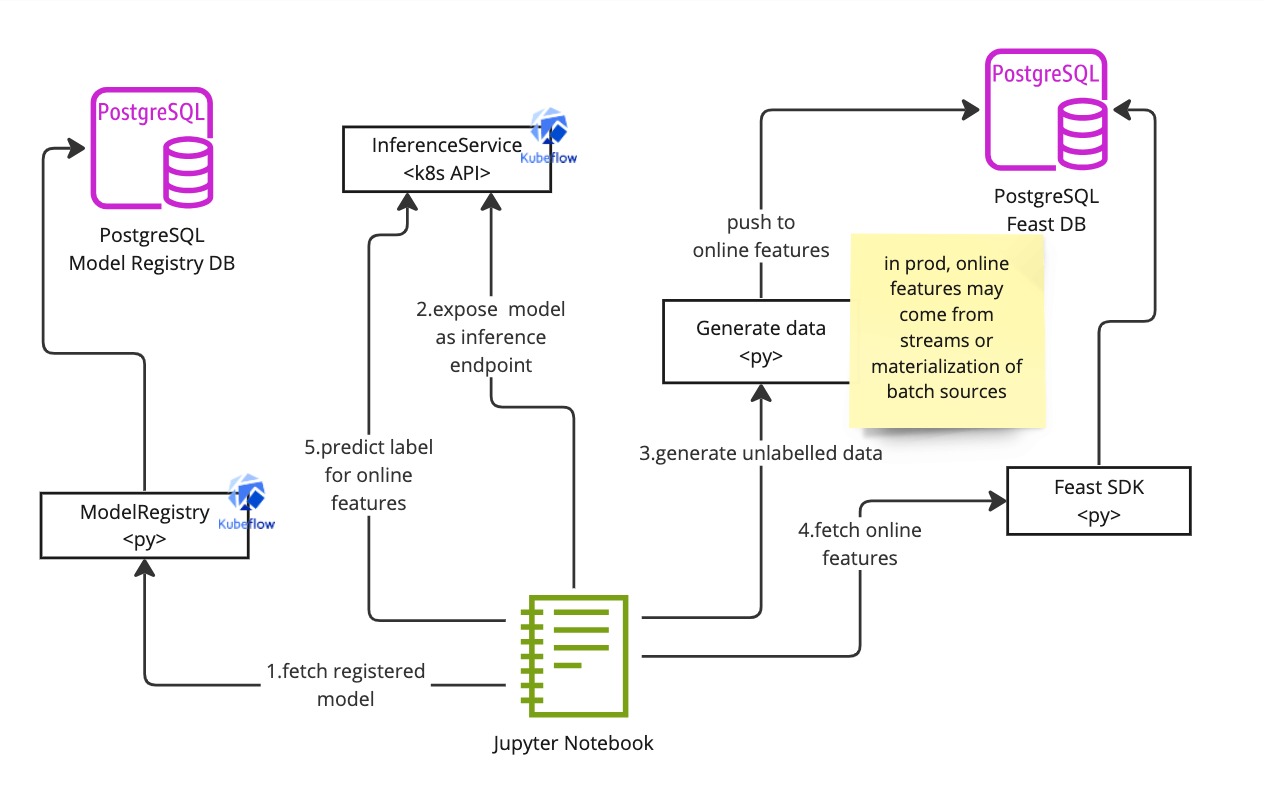 PostgreSQL
PostgreSQL
Model Registry DB
InferenceService
<k8s API>
Kubeflow
PostgreSQL
PostgreSQL
Feast DB
push to
online features
in prod, online
features may
come from
streams or
materialization of
batch sources
Generate data
<py>
2.expose  model
as inference
endpoint
5.predict label
for online
features
3.generate unlabelled data
ModelRegistry
<py>
Kubeflow
Feast SDK
<py>
4.fetch online
features
1.fetch registered
model
Jupyter Notebook